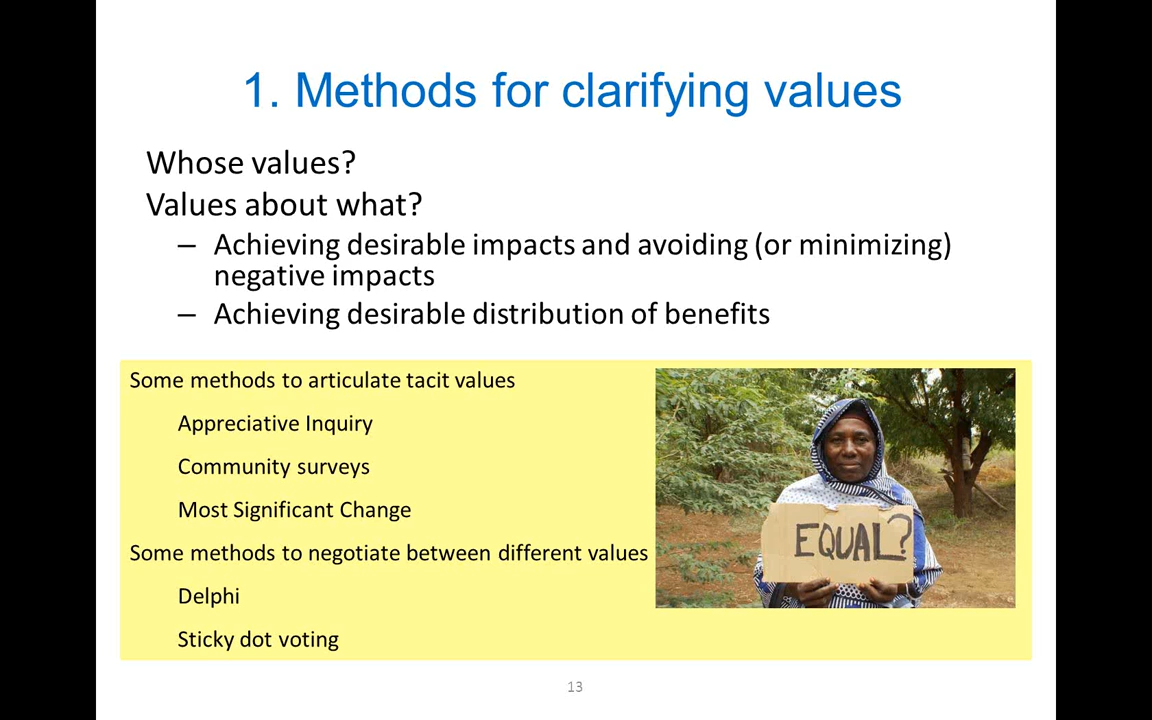 1. Methods for clarifying values
Whose values?
Values about what?
– Achieving desirable impacts and avoiding (or minimizing)
negative impacts
– Achieving desirable distribution of benefits
Some methods to articulate tacit values
Appreciative Inquiry
Community surveys
Most Significant Change
Some methods to negotiate between different values
Delphi
Sticky dot voting
EQUAL?
13